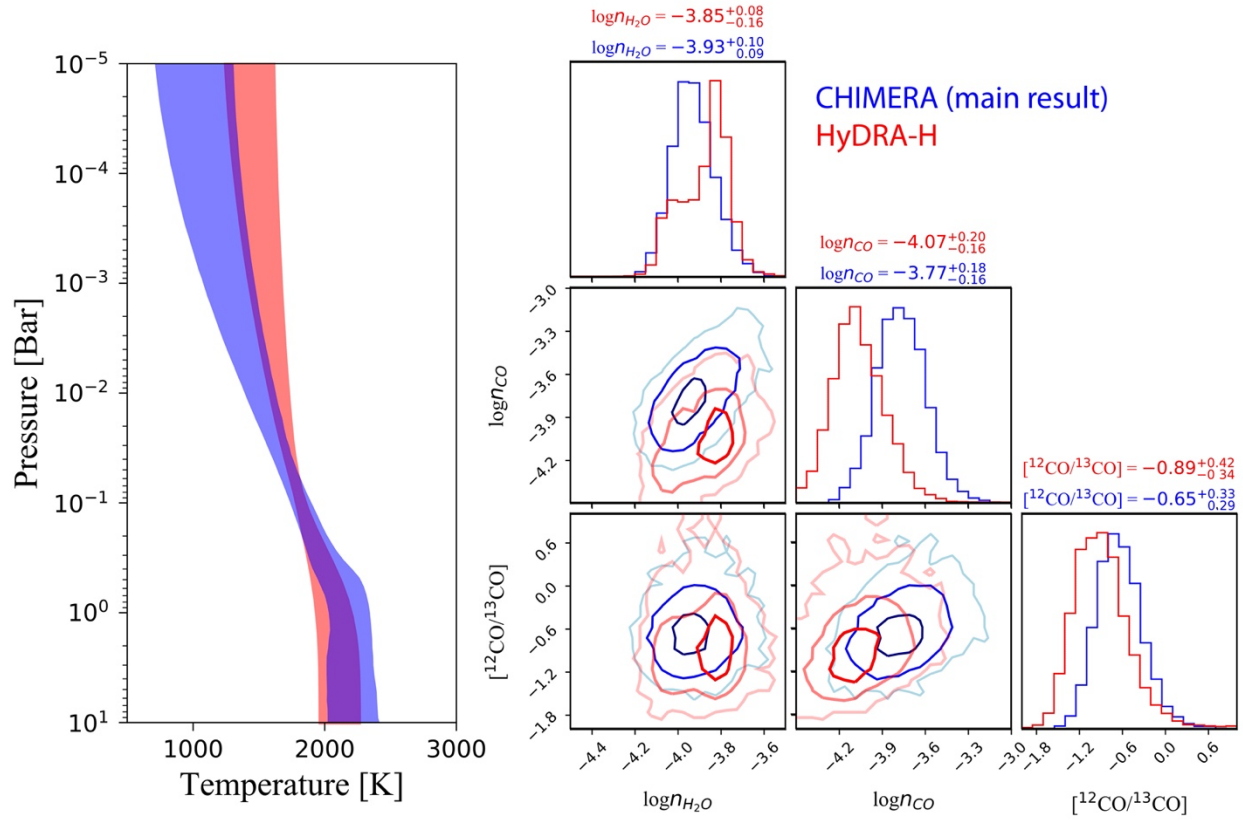 logn_H₂O = −3.85 +0.08 −0.16
logn_H₂O = −3.93 +0.10 0.09
CHIMERA (main result)
HyDRA-H
10⁻⁵
10⁻⁴
10⁻³
10⁻²
10⁻¹
10⁰
10¹
Pressure [Bar]
1000 2000 3000
Temperature [K]
logn_CO = −4.07 +0.20 −0.16
logn_CO = −3.77 +0.18 −0.16
−3.0
−3.3
−3.6
−3.9
−4.2
logn_CO
[¹²CO/¹³CO] = −0.89 +0.42 −0 34
[¹²CO/¹³CO] = −0.65 +0.33 0.29
0.6
0.0
−0.6
−1.2
−1.8
[¹²CO/¹³CO]
−4.4 −4.2 −4.0 −3.8 −3.6
−4.2 −3.9 −3.6 −3.3 −3.0
−1.8 −1.2 −0.6 0.0 0.6
logn_H₂O
logn_CO
[¹²CO/¹³CO]